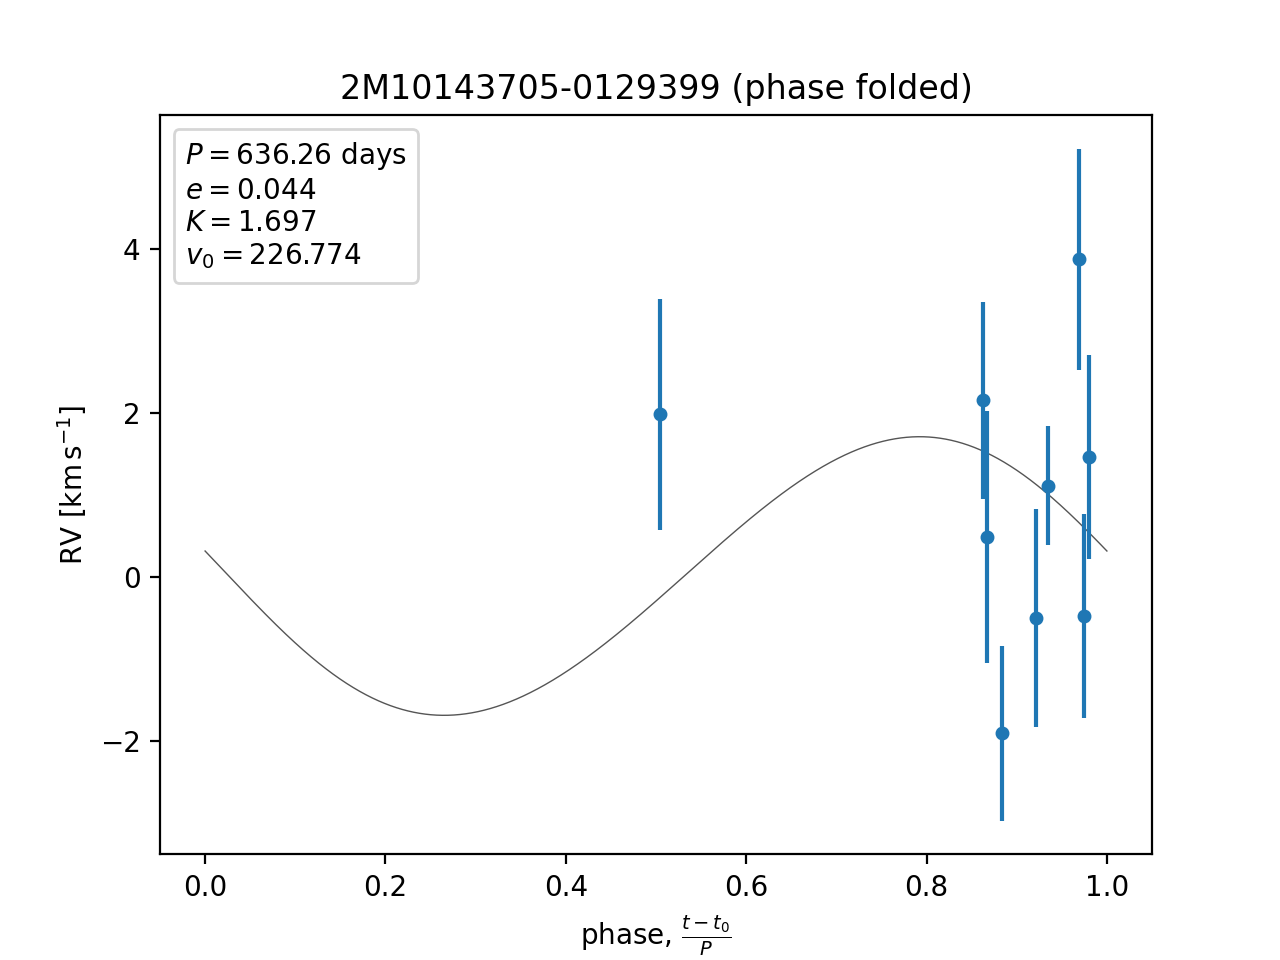 2M10143705-0129399 (phase folded)
P = 636.26 days
e = 0.044
K = 1.697
v₀ = 226.774
4
2
0
−2
RV [km s⁻¹]
0.0 0.2 0.4 0.6 0.8 1.0
phase, (t − t₀)/P